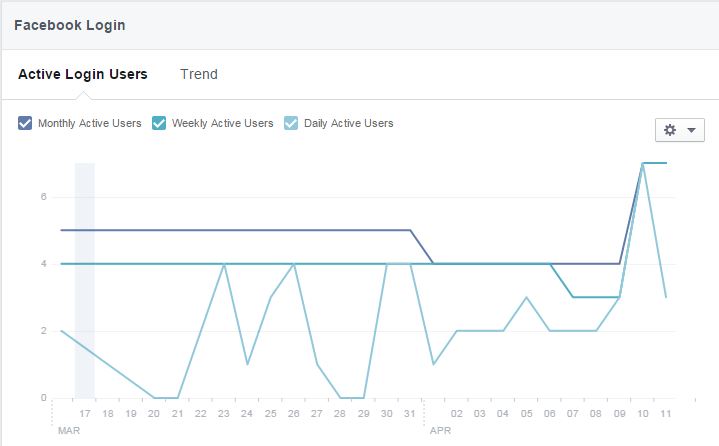 Facebook Login
Active Login Users Trend
Monthly Active Users Weekly Active Users Daily Active Users
6
4
2
0
17 18 19 20 21 22 23 24 25 26 27 28 29 30 31 02 03 04 05 06 07 08 09 10 11
MAR APR